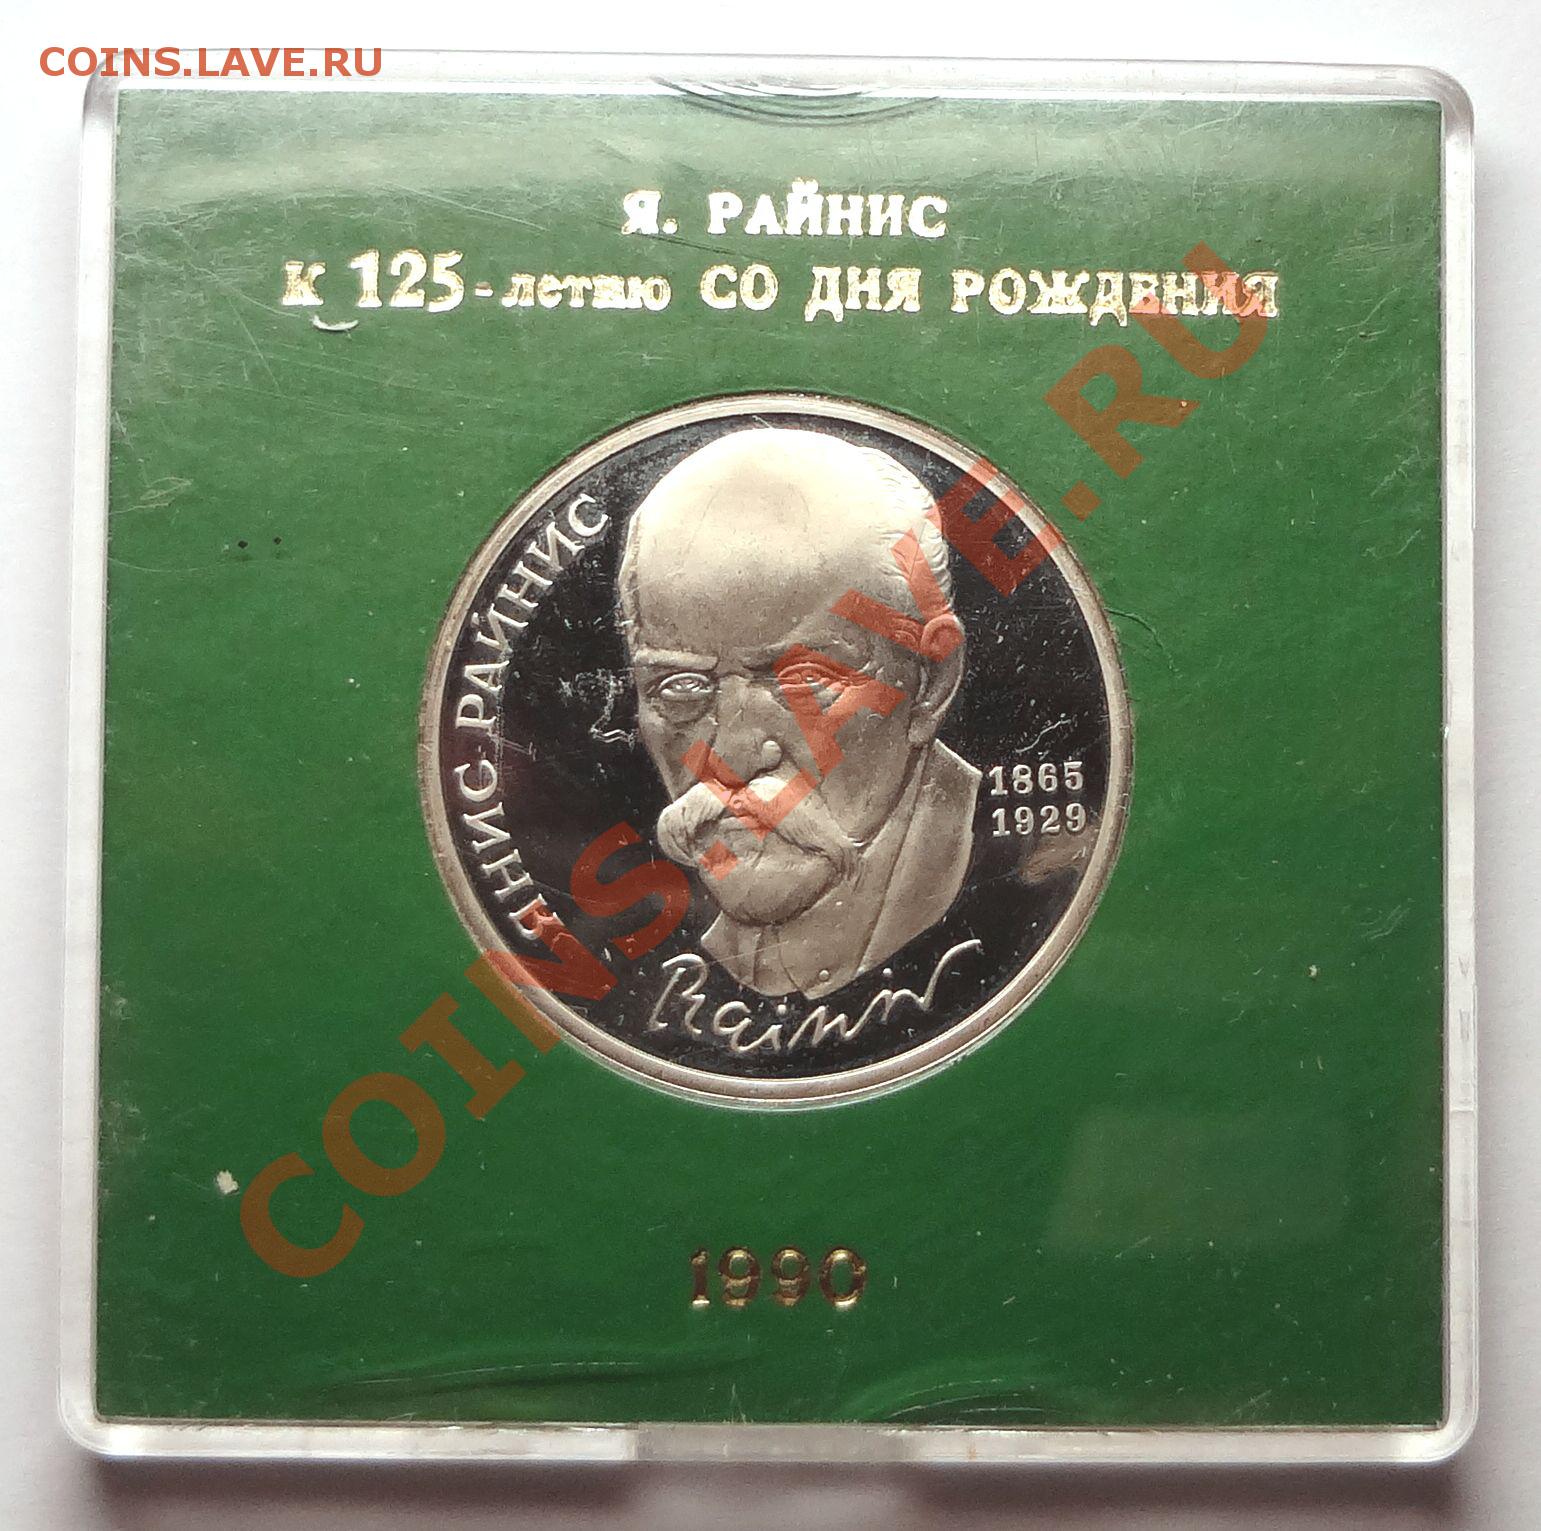 COINS.LAVE.RU
Я. РАЙНИС
К 125-летию СО ДНЯ РОЖДЕНИЯ
ЯНИС РАЙНИС
1865
1929
Rainis
1990
COINS.LAVE.RU